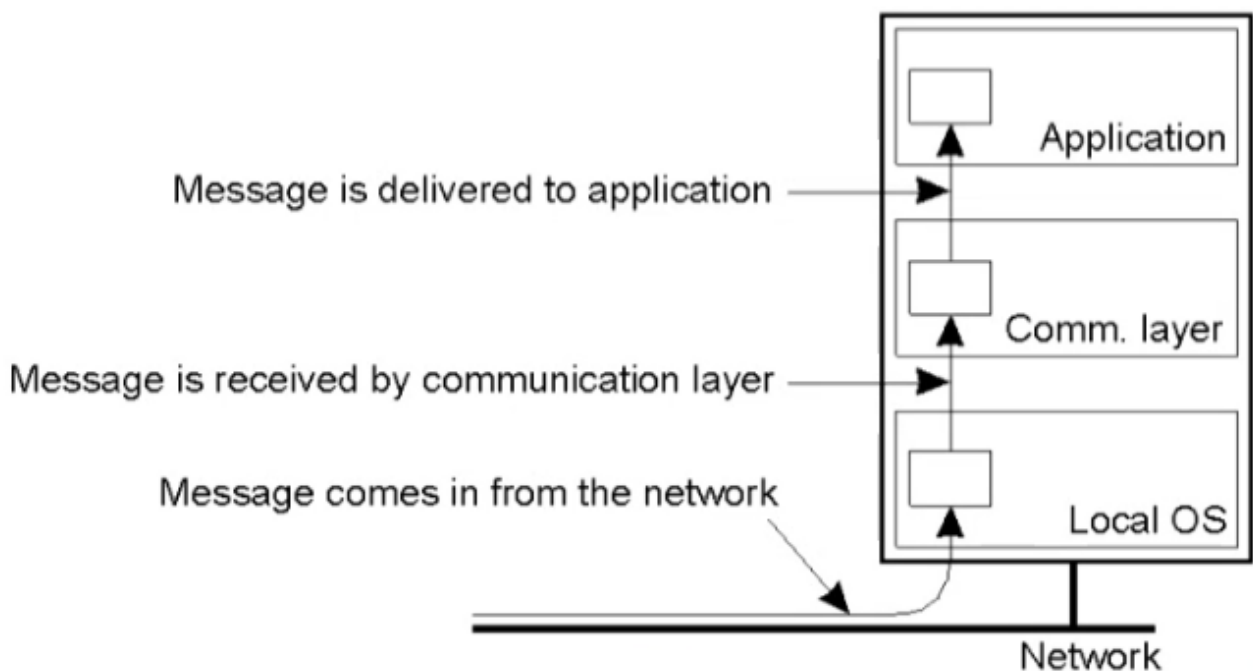 Application
Message is delivered to application
Comm. layer
Message is received by communication layer
Message comes in from the network
Local OS
Network